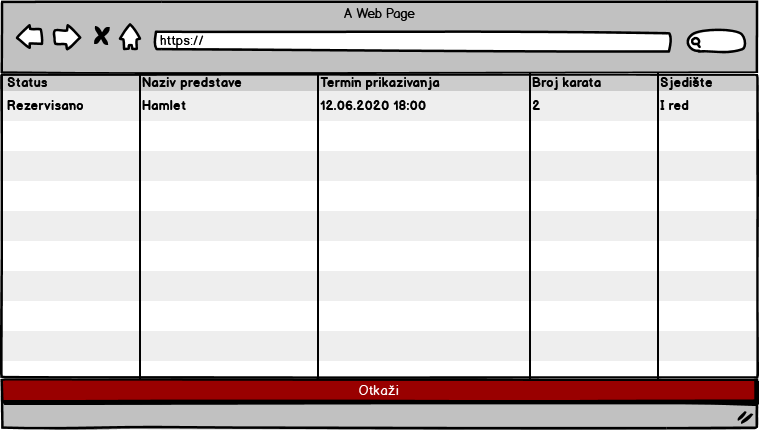 A Web Page
https://
Status Naziv predstave Termin prikazivanja Broj karata Sjedište
Rezervisano Hamlet 12.06.2020 18:00 2 I red
Otkaži